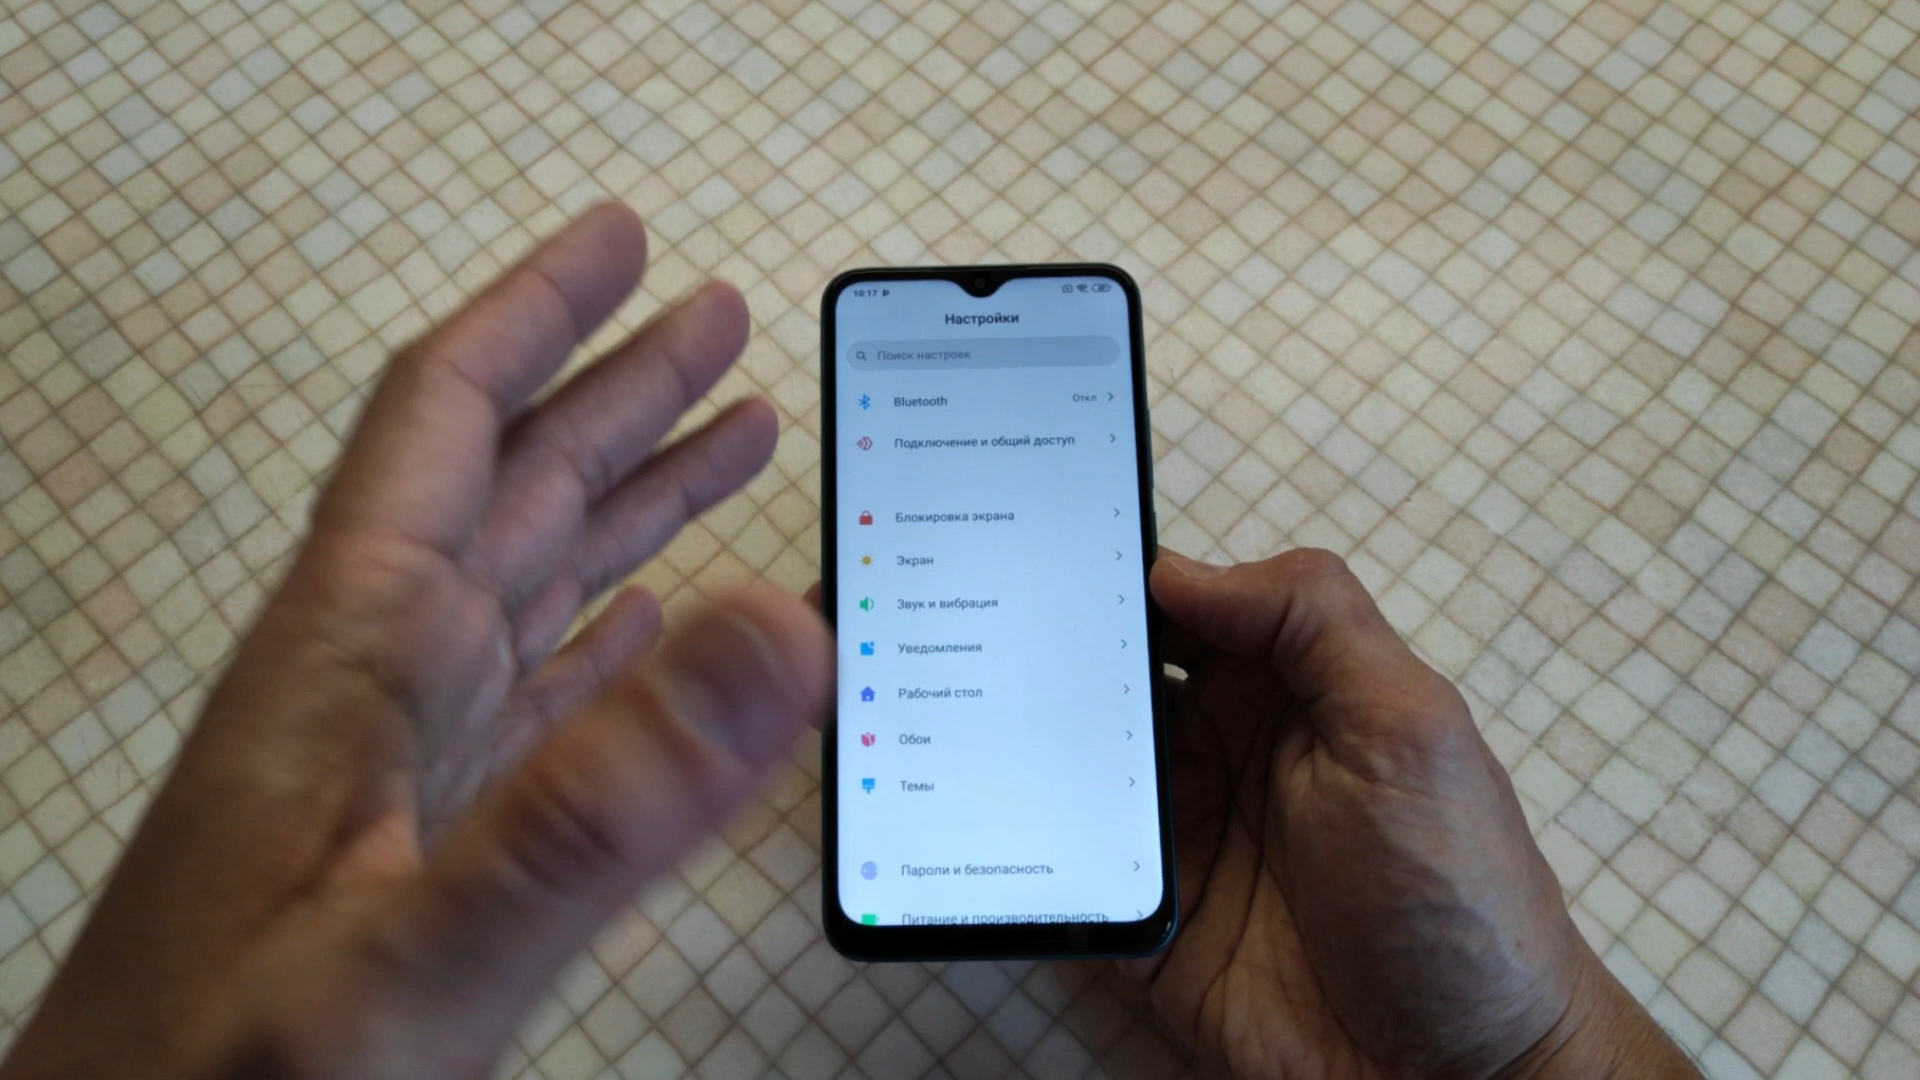 10:17
Настройки
Поиск настроек
Bluetooth Откл
Подключение и общий доступ
Блокировка экрана
Экран
Звук и вибрация
Уведомления
Рабочий стол
Обои
Темы
Пароли и безопасность
Питание и производительность